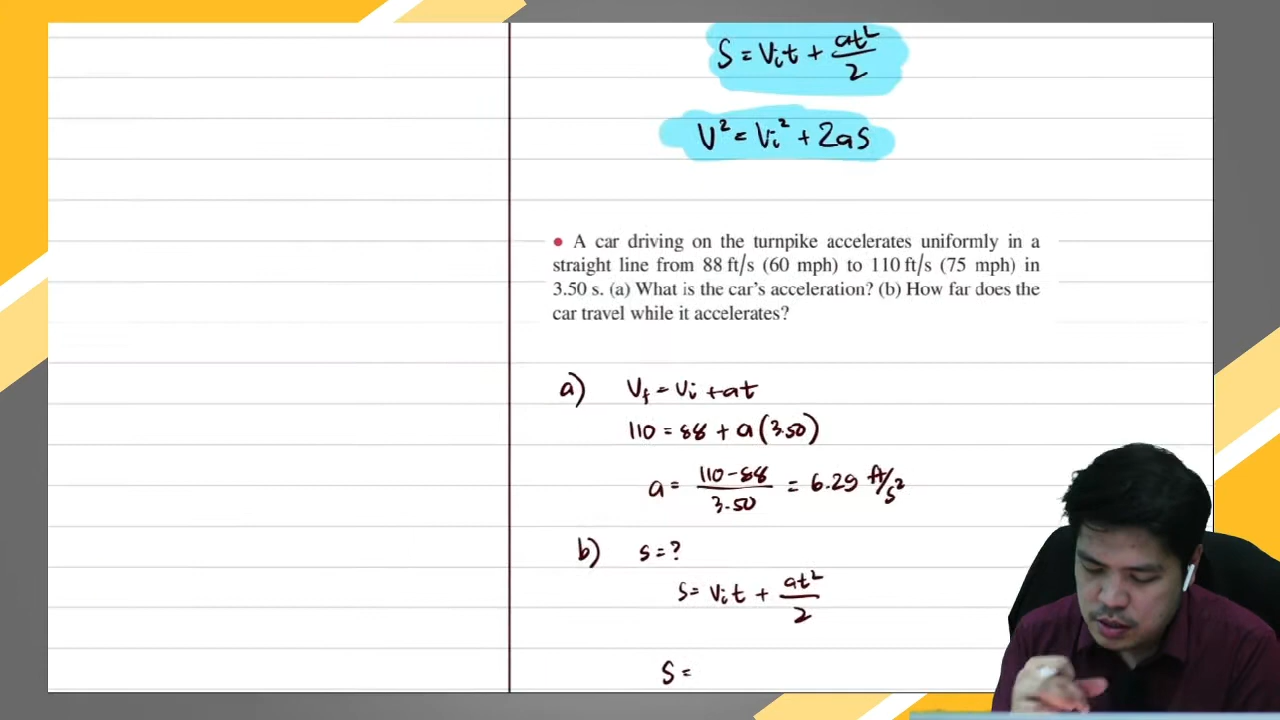 S = Vᵢt + at²/2
V² = Vᵢ² + 2aS
• A car driving on the turnpike accelerates uniformly in a
straight line from 88 ft/s (60 mph) to 110 ft/s (75 mph) in
3.50 s. (a) What is the car's acceleration? (b) How far does the
car travel while it accelerates?
a) Vf = Vᵢ + at
110 = 88 + a(3.50)
a = 110-88/3.50 = 6.29 ft/s²
b) s = ?
S = Vᵢt + at²/2
S =